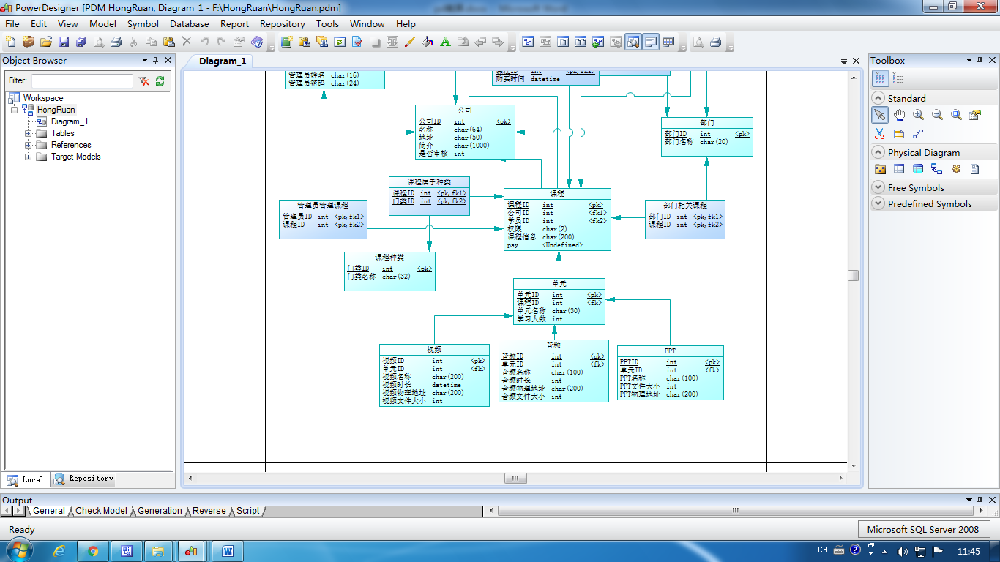 PowerDesigner [PDM HongRuan, Diagram_1 - F:\HongRuan\HongRuan.pdm]
File Edit View Model Symbol Database Report Repository Tools Window Help
Object Browser
Filter:
Workspace
HongRuan
Diagram_1
Tables
References
Target Models
Local Repository
Diagram_1
管理员姓名 char(16)
管理员密码 char(24)
课程ID int <pk,fk2>
购买时间 datetime
公司
公司ID int <pk>
名称 char(64)
地址 char(50)
简介 char(1000)
是否审核 int
部门
部门ID int <pk>
部门名称 char(20)
课程属于种类
课程ID int <pk,fk1>
门类ID int <pk,fk2>
管理员管理课程
管理员ID int <pk,fk1>
课程ID int <pk,fk2>
课程
课程ID int <pk>
公司ID int <fk1>
学员ID int <fk2>
权限 char(2)
课程信息 char(200)
pay <Undefined>
部门相关课程
部门ID int <pk,fk1>
课程ID int <pk,fk2>
课程种类
门类ID int <pk>
门类名称 char(32)
单元
单元ID int <pk>
课程ID int <fk>
单元名称 char(30)
学习人数 int
视频
视频ID int <pk>
单元ID int <fk>
视频名称 char(200)
视频时长 datetime
视频物理地址 char(200)
视频文件大小 int
音频
音频ID int <pk>
单元ID int <fk>
音频名称 char(100)
音频时长 int
音频物理地址 char(200)
音频文件大小 int
PPT
PPTID int <pk>
单元ID int <fk>
PPT名称 char(100)
PPT文件大小 int
PPT物理地址 char(200)
Toolbox
Standard
Physical Diagram
Free Symbols
Predefined Symbols
Output
General Check Model Generation Reverse Script
Ready
Microsoft SQL Server 2008
CH
11:45